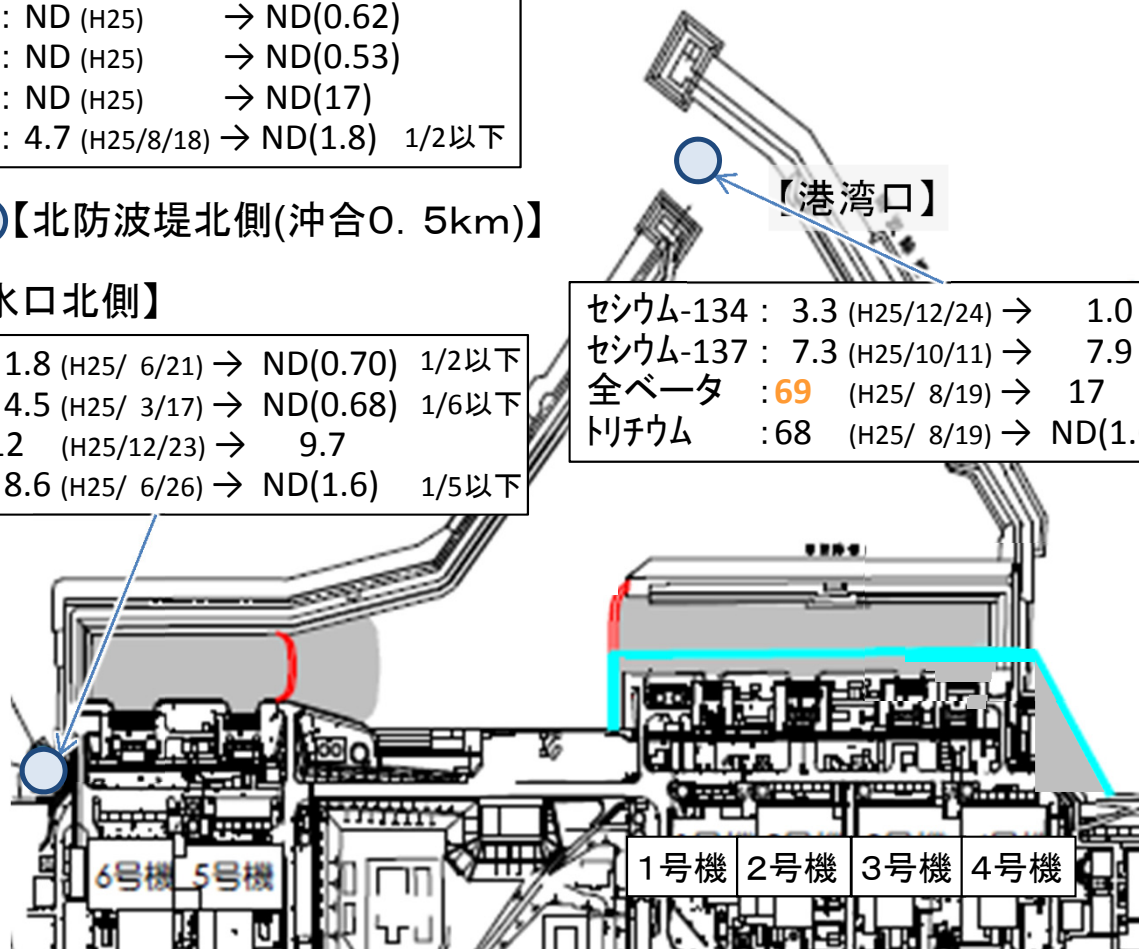 : ND (H25) → ND(0.62)
: ND (H25) → ND(0.53)
: ND (H25) → ND(17)
: 4.7 (H25/8/18) → ND(1.8) 1/2以下
【港湾口】
【北防波堤北側(沖合0．5km)】
水口北側】
セシウム-134 : 3.3 (H25/12/24) → 1.0
セシウム-137 : 7.3 (H25/10/11) → 7.9
全ベータ : 69 (H25/ 8/19) → 17
トリチウム : 68 (H25/ 8/19) → ND(1.
1.8 (H25/ 6/21) → ND(0.70) 1/2以下
4.5 (H25/ 3/17) → ND(0.68) 1/6以下
2 (H25/12/23) → 9.7
8.6 (H25/ 6/26) → ND(1.6) 1/5以下
6号機 5号機
1号機 2号機 3号機 4号機